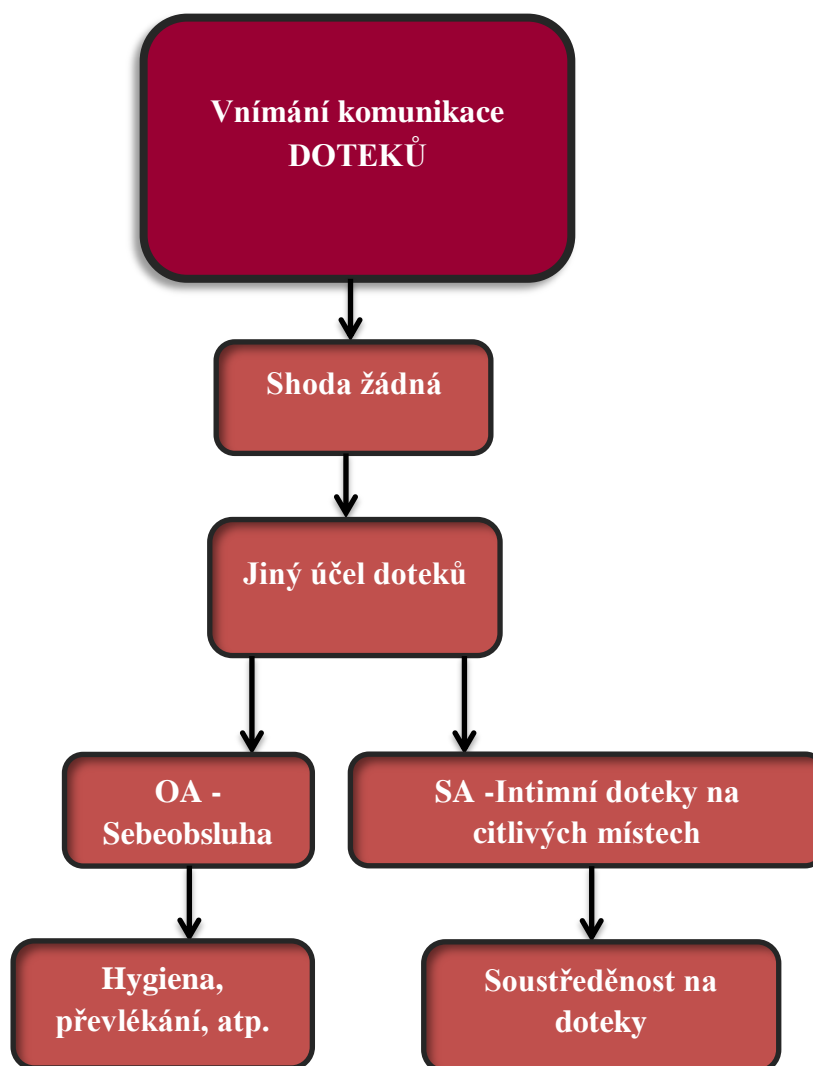 Vnímání komunikace
DOTEKŮ
Shoda žádná
Jiný účel doteků
OA -
Sebeobsluha
SA -Intimní doteky na
citlivých místech
Hygiena,
převlékání, atp.
Soustředěnost na
doteky